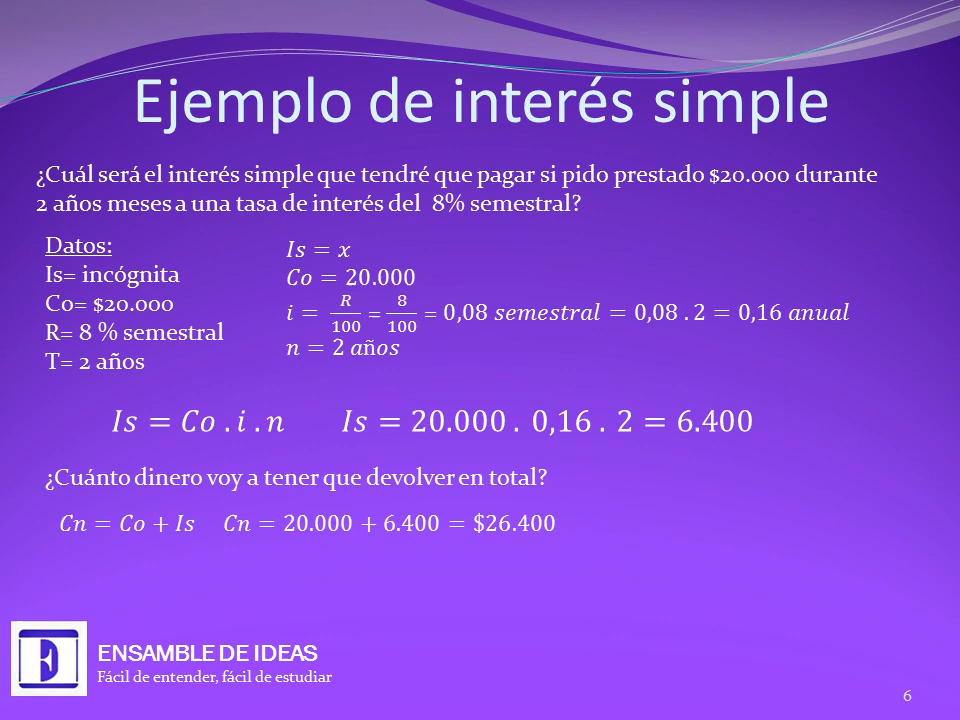 Ejemplo de interés simple
¿Cuál será el interés simple que tendré que pagar si pido prestado $20.000 durante
2 años meses a una tasa de interés del 8% semestral?
Datos:
Is= incógnita
Co= $20.000
R= 8 % semestral
T= 2 años
Is = x
Co = 20.000
i = R/100 = 8/100 = 0,08 semestral = 0,08 . 2 = 0,16 anual
n = 2 años
Is = Co . i . n Is = 20.000 . 0,16 . 2 = 6.400
¿Cuánto dinero voy a tener que devolver en total?
Cn = Co + Is Cn = 20.000 + 6.400 = $26.400
ENSAMBLE DE IDEAS
Fácil de entender, fácil de estudiar
6